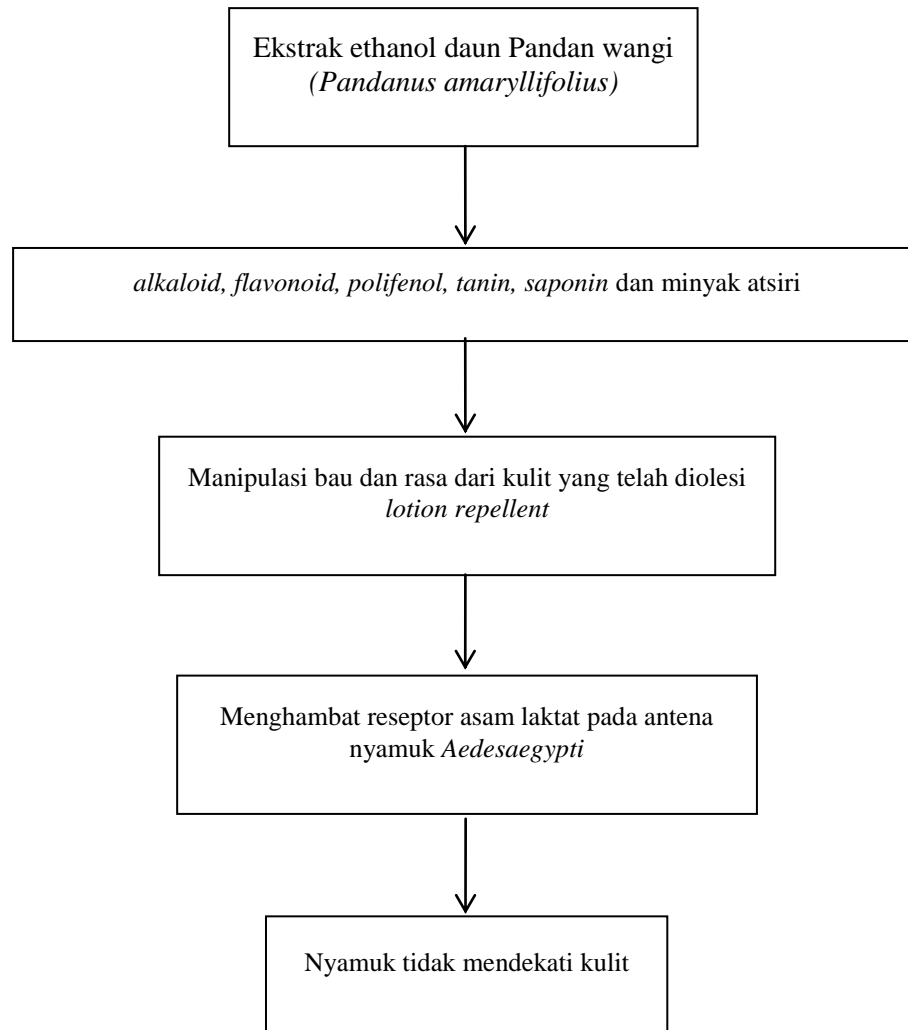 Ekstrak ethanol daun Pandan wangi
(Pandanus amaryllifolius)
alkaloid, flavonoid, polifenol, tanin, saponin dan minyak atsiri
Manipulasi bau dan rasa dari kulit yang telah diolesi
lotion repellent
Menghambat reseptor asam laktat pada antena
nyamuk Aedesaegypti
Nyamuk tidak mendekati kulit